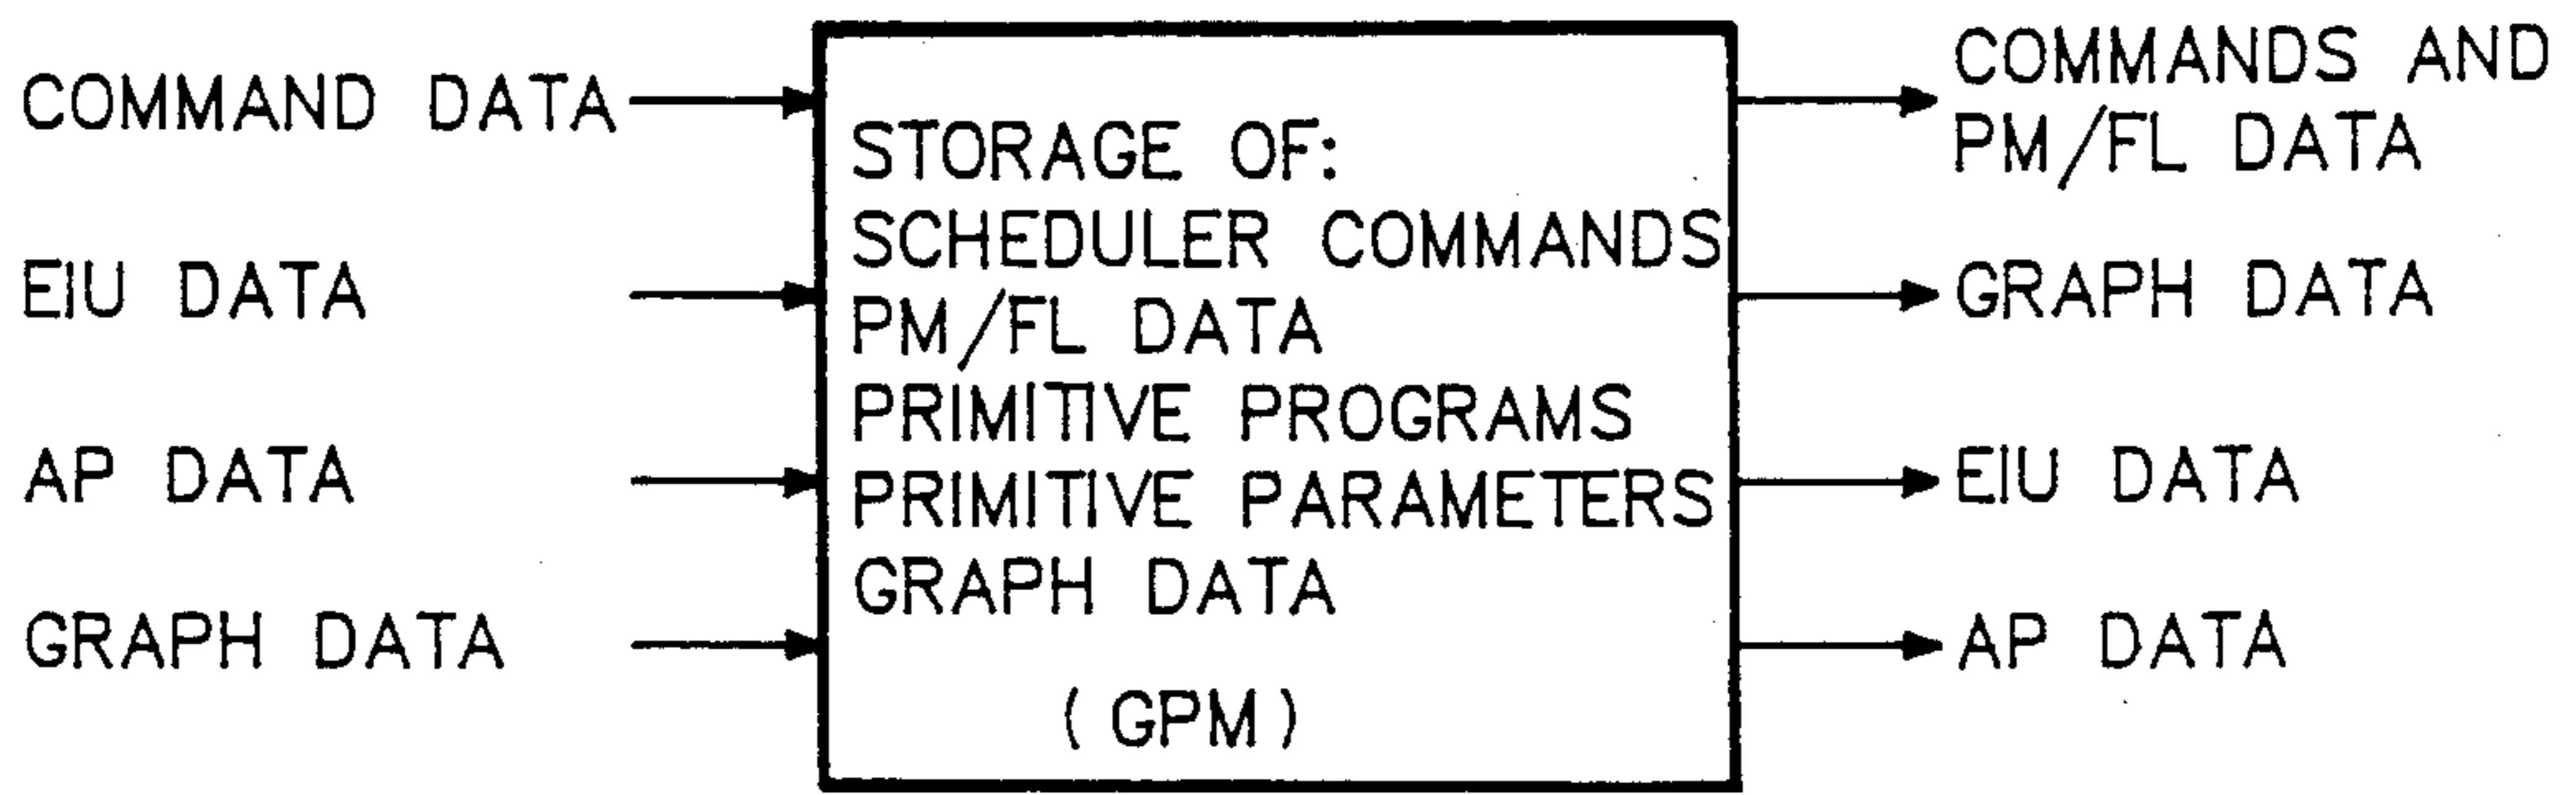 COMMAND DATA
EIU DATA
AP DATA
GRAPH DATA
STORAGE OF:
SCHEDULER COMMANDS
PM/FL DATA
PRIMITIVE PROGRAMS
PRIMITIVE PARAMETERS
GRAPH DATA
(GPM)
COMMANDS AND
PM/FL DATA
GRAPH DATA
EIU DATA
AP DATA